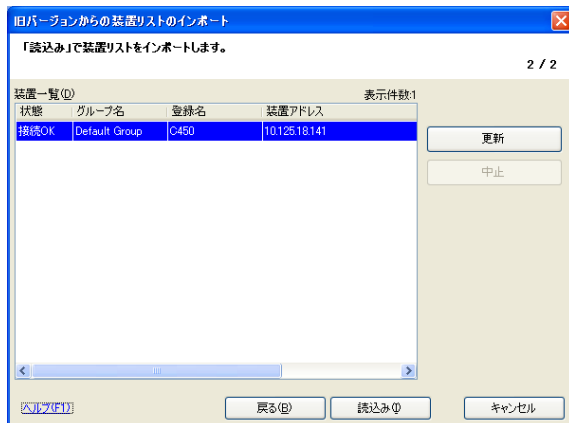 旧バージョンからの装置リストのインポート
「読込み」で装置リストをインポートします。
2 / 2
装置一覧(D) 表示件数:1
状態 グループ名 登録名 装置アドレス
接続OK Default Group C450 10.125.18.141
更新
中止
ヘルプ(F1) 戻る(B) 読込み(I) キャンセル